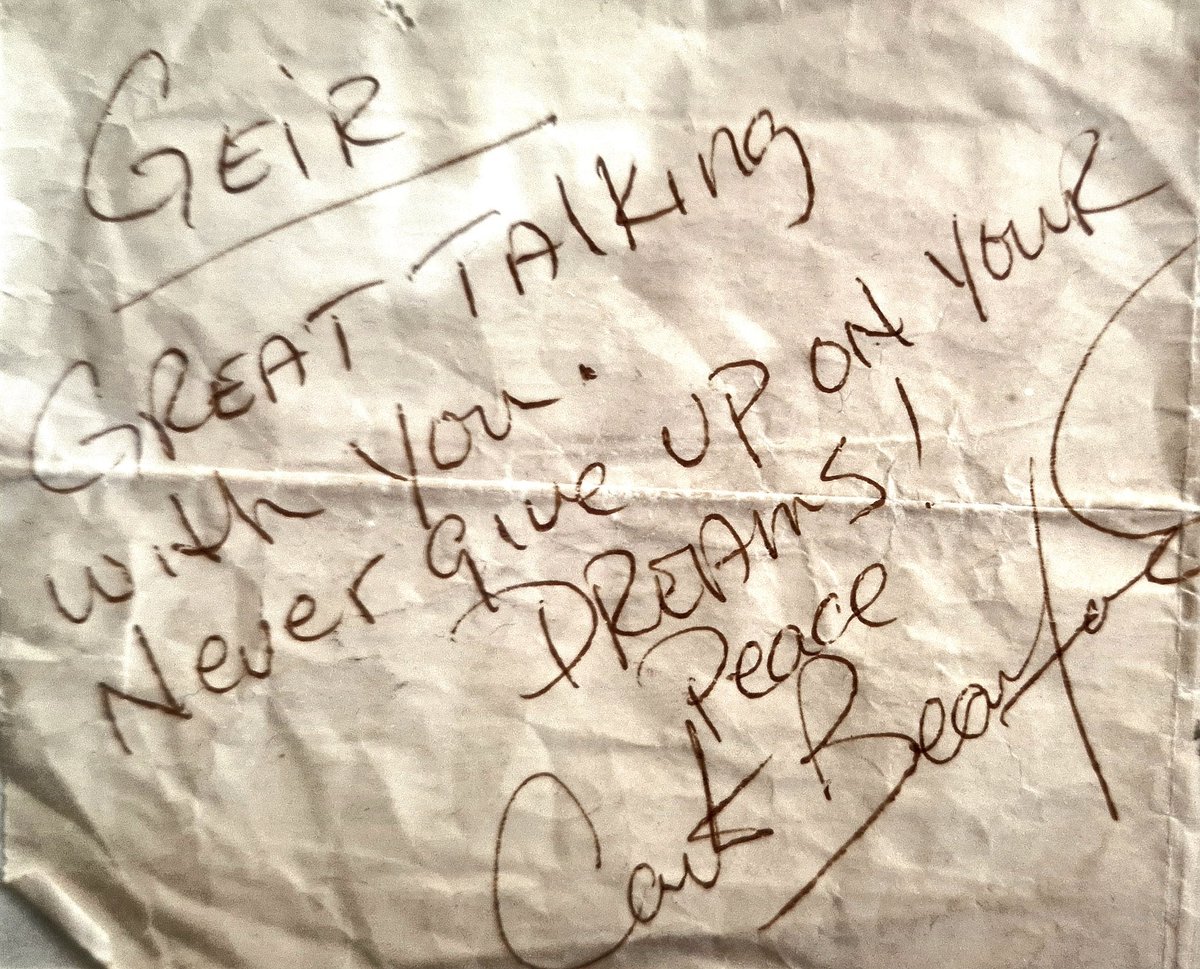 GEIR
GREAT TALKING
with you.
Never give UP ON YOUR
DREAMS!
Peace